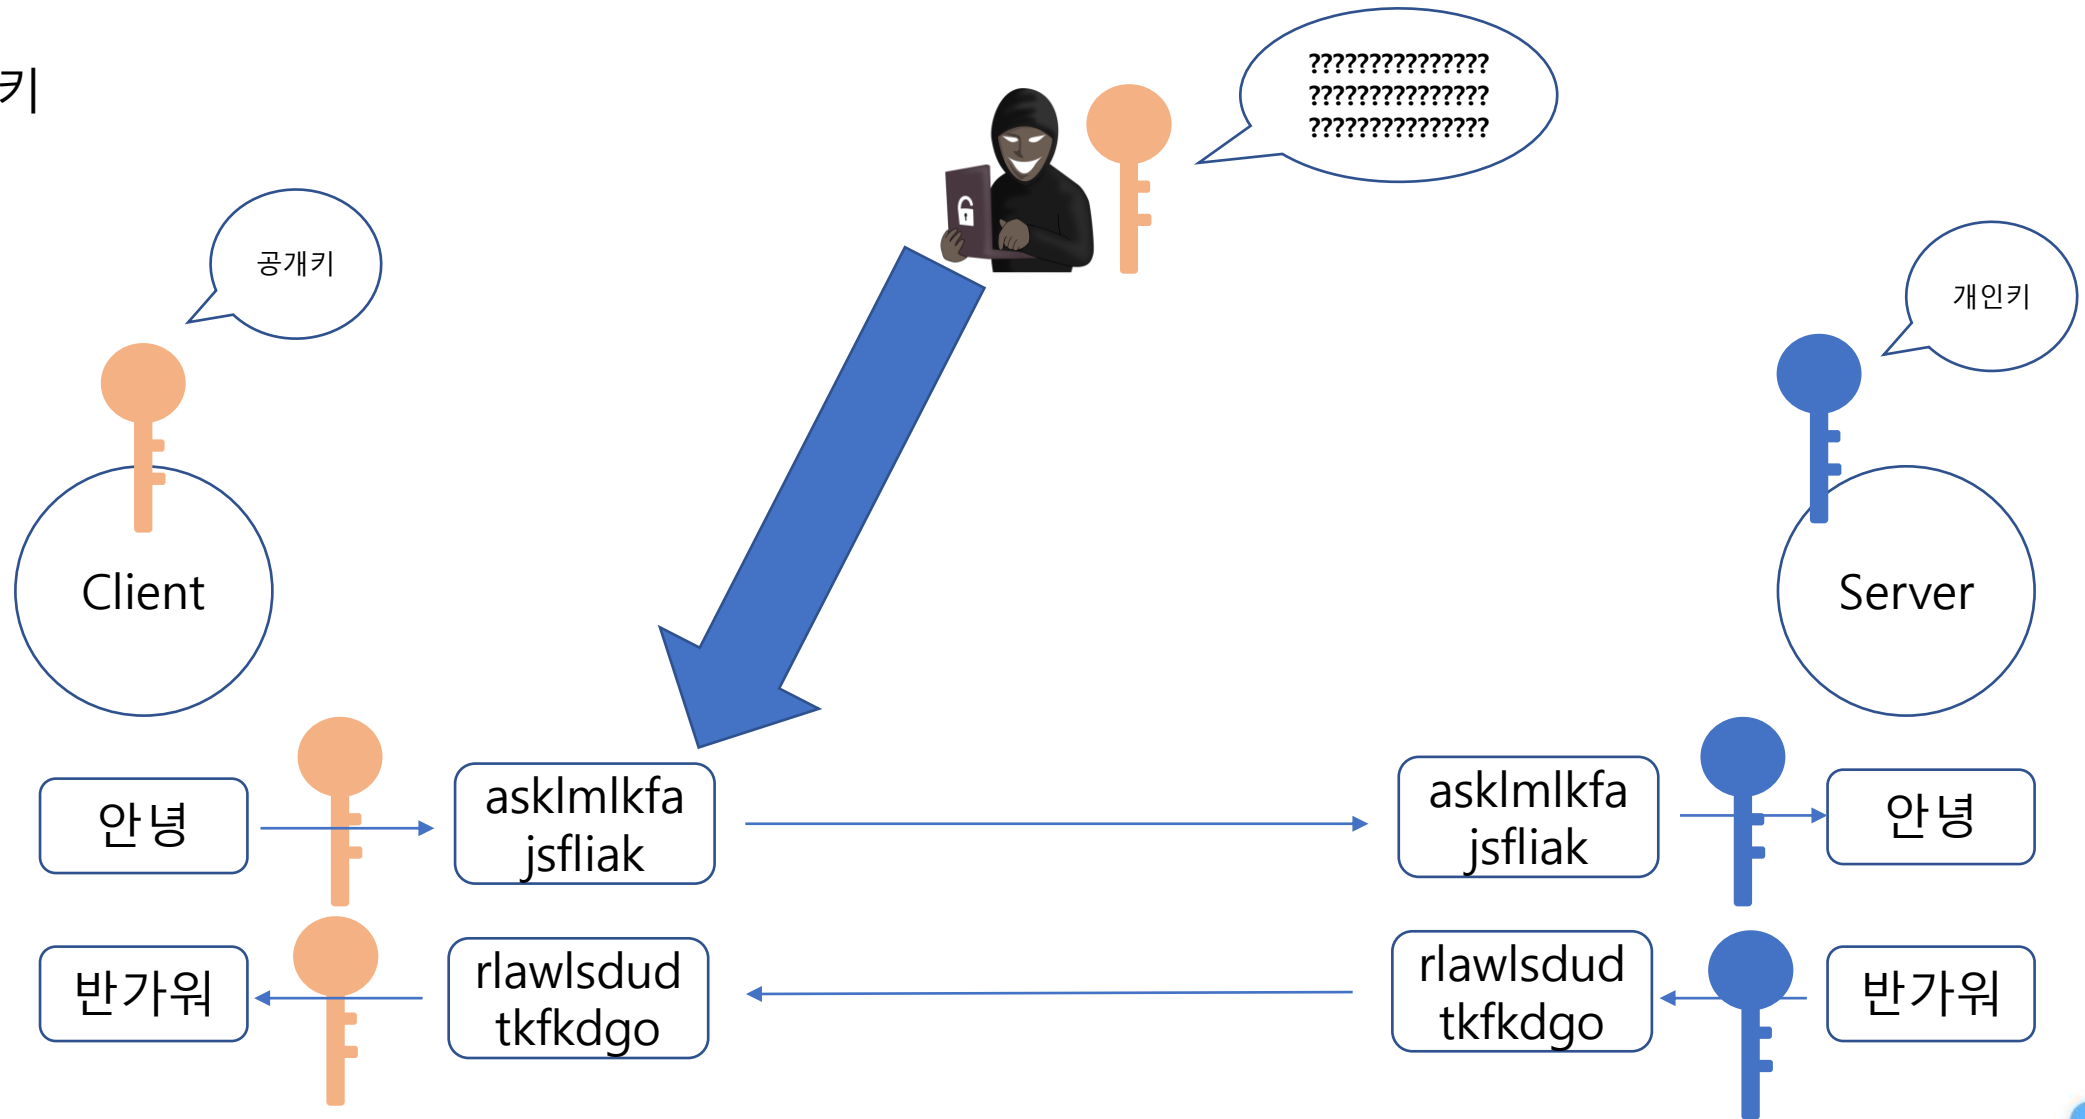 키
???????????????
???????????????
???????????????
공개키
개인키
Client
Server
안녕
asklmlkfa
jsfliak
asklmlkfa
jsfliak
안녕
반가워
rlawlsdud
tkfkdgo
rlawlsdud
tkfkdgo
반가워